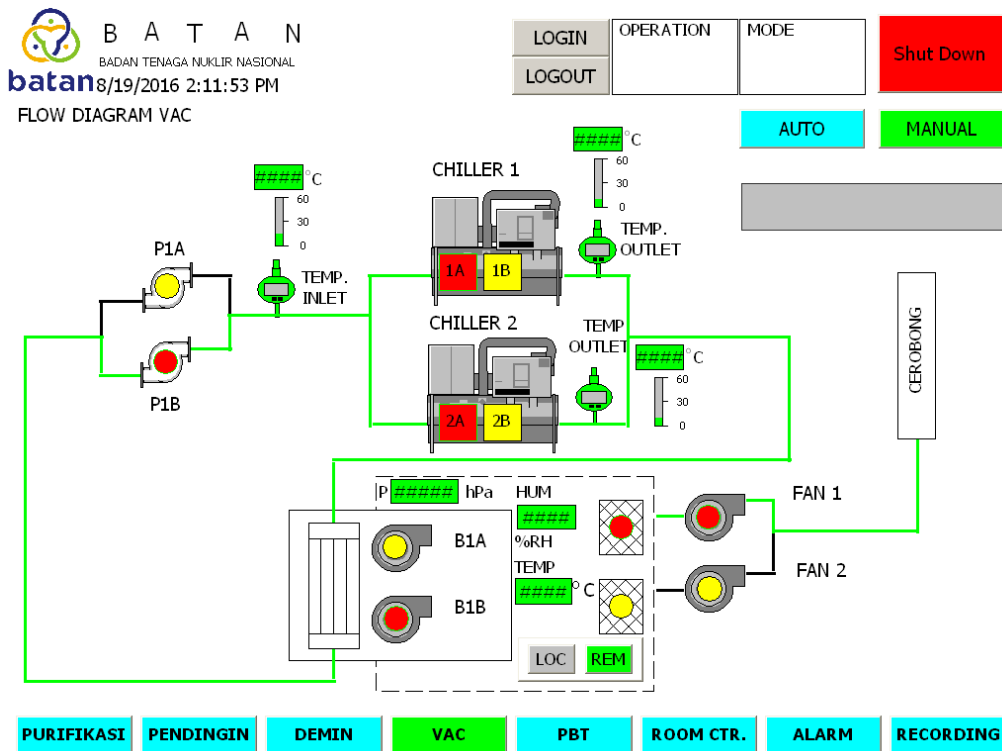 B A T A N
BADAN TENAGA NUKLIR NASIONAL
batan
8/19/2016 2:11:53 PM
FLOW DIAGRAM VAC
LOGIN
LOGOUT
OPERATION
MODE
Shut Down
AUTO
MANUAL
####°C
60
30
0
TEMP.
INLET
P1A
P1B
CHILLER 1
1A
1B
####°C
60
30
0
TEMP.
OUTLET
CHILLER 2
2A
2B
TEMP
OUTLET
####°C
60
30
0
CEROBONG
P ##### hPa
HUM
####
%RH
TEMP
####° C
B1A
B1B
FAN 1
FAN 2
LOC
REM
PURIFIKASI
PENDINGIN
DEMIN
VAC
PBT
ROOM CTR.
ALARM
RECORDING